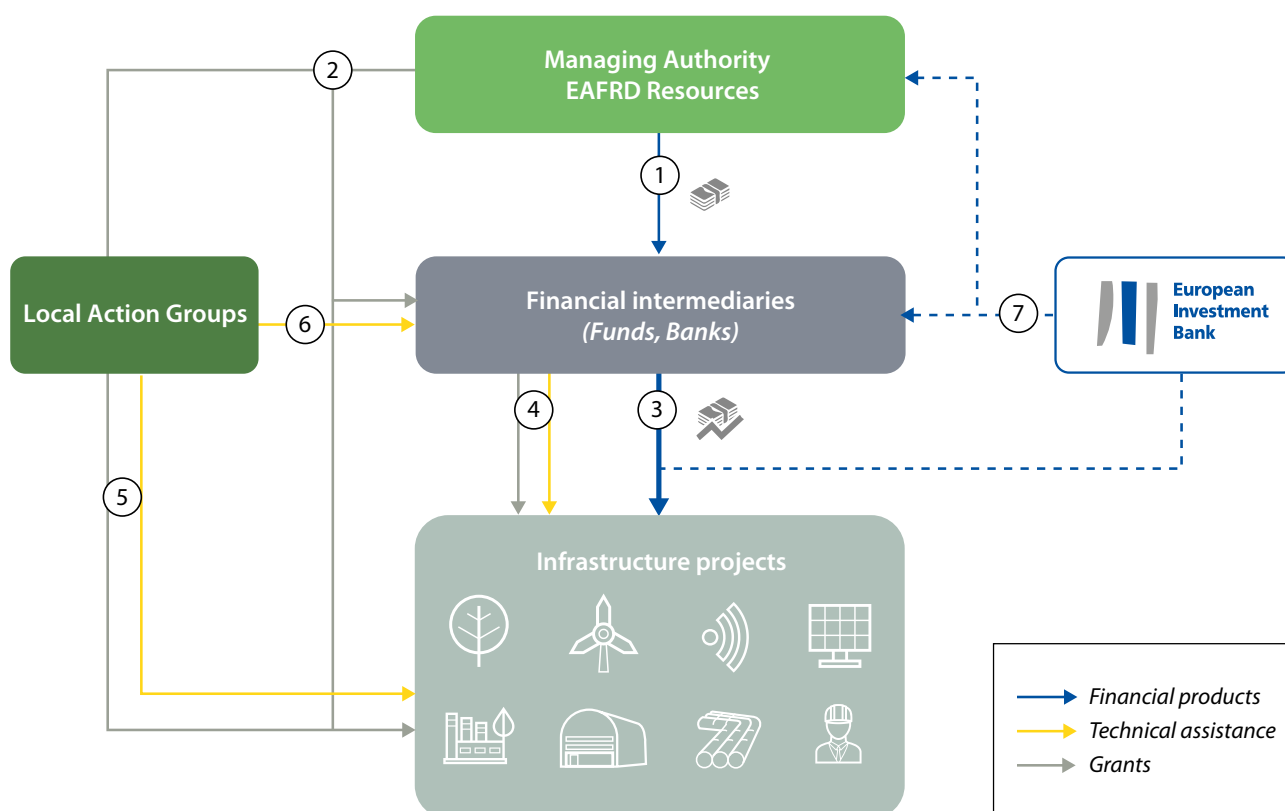 2
Managing Authority
EAFRD Resources
1
Local Action Groups
6
Financial intermediaries
(Funds, Banks)
7
European
Investment
Bank
4
3
5
Infrastructure projects
Financial products
Technical assistance
Grants